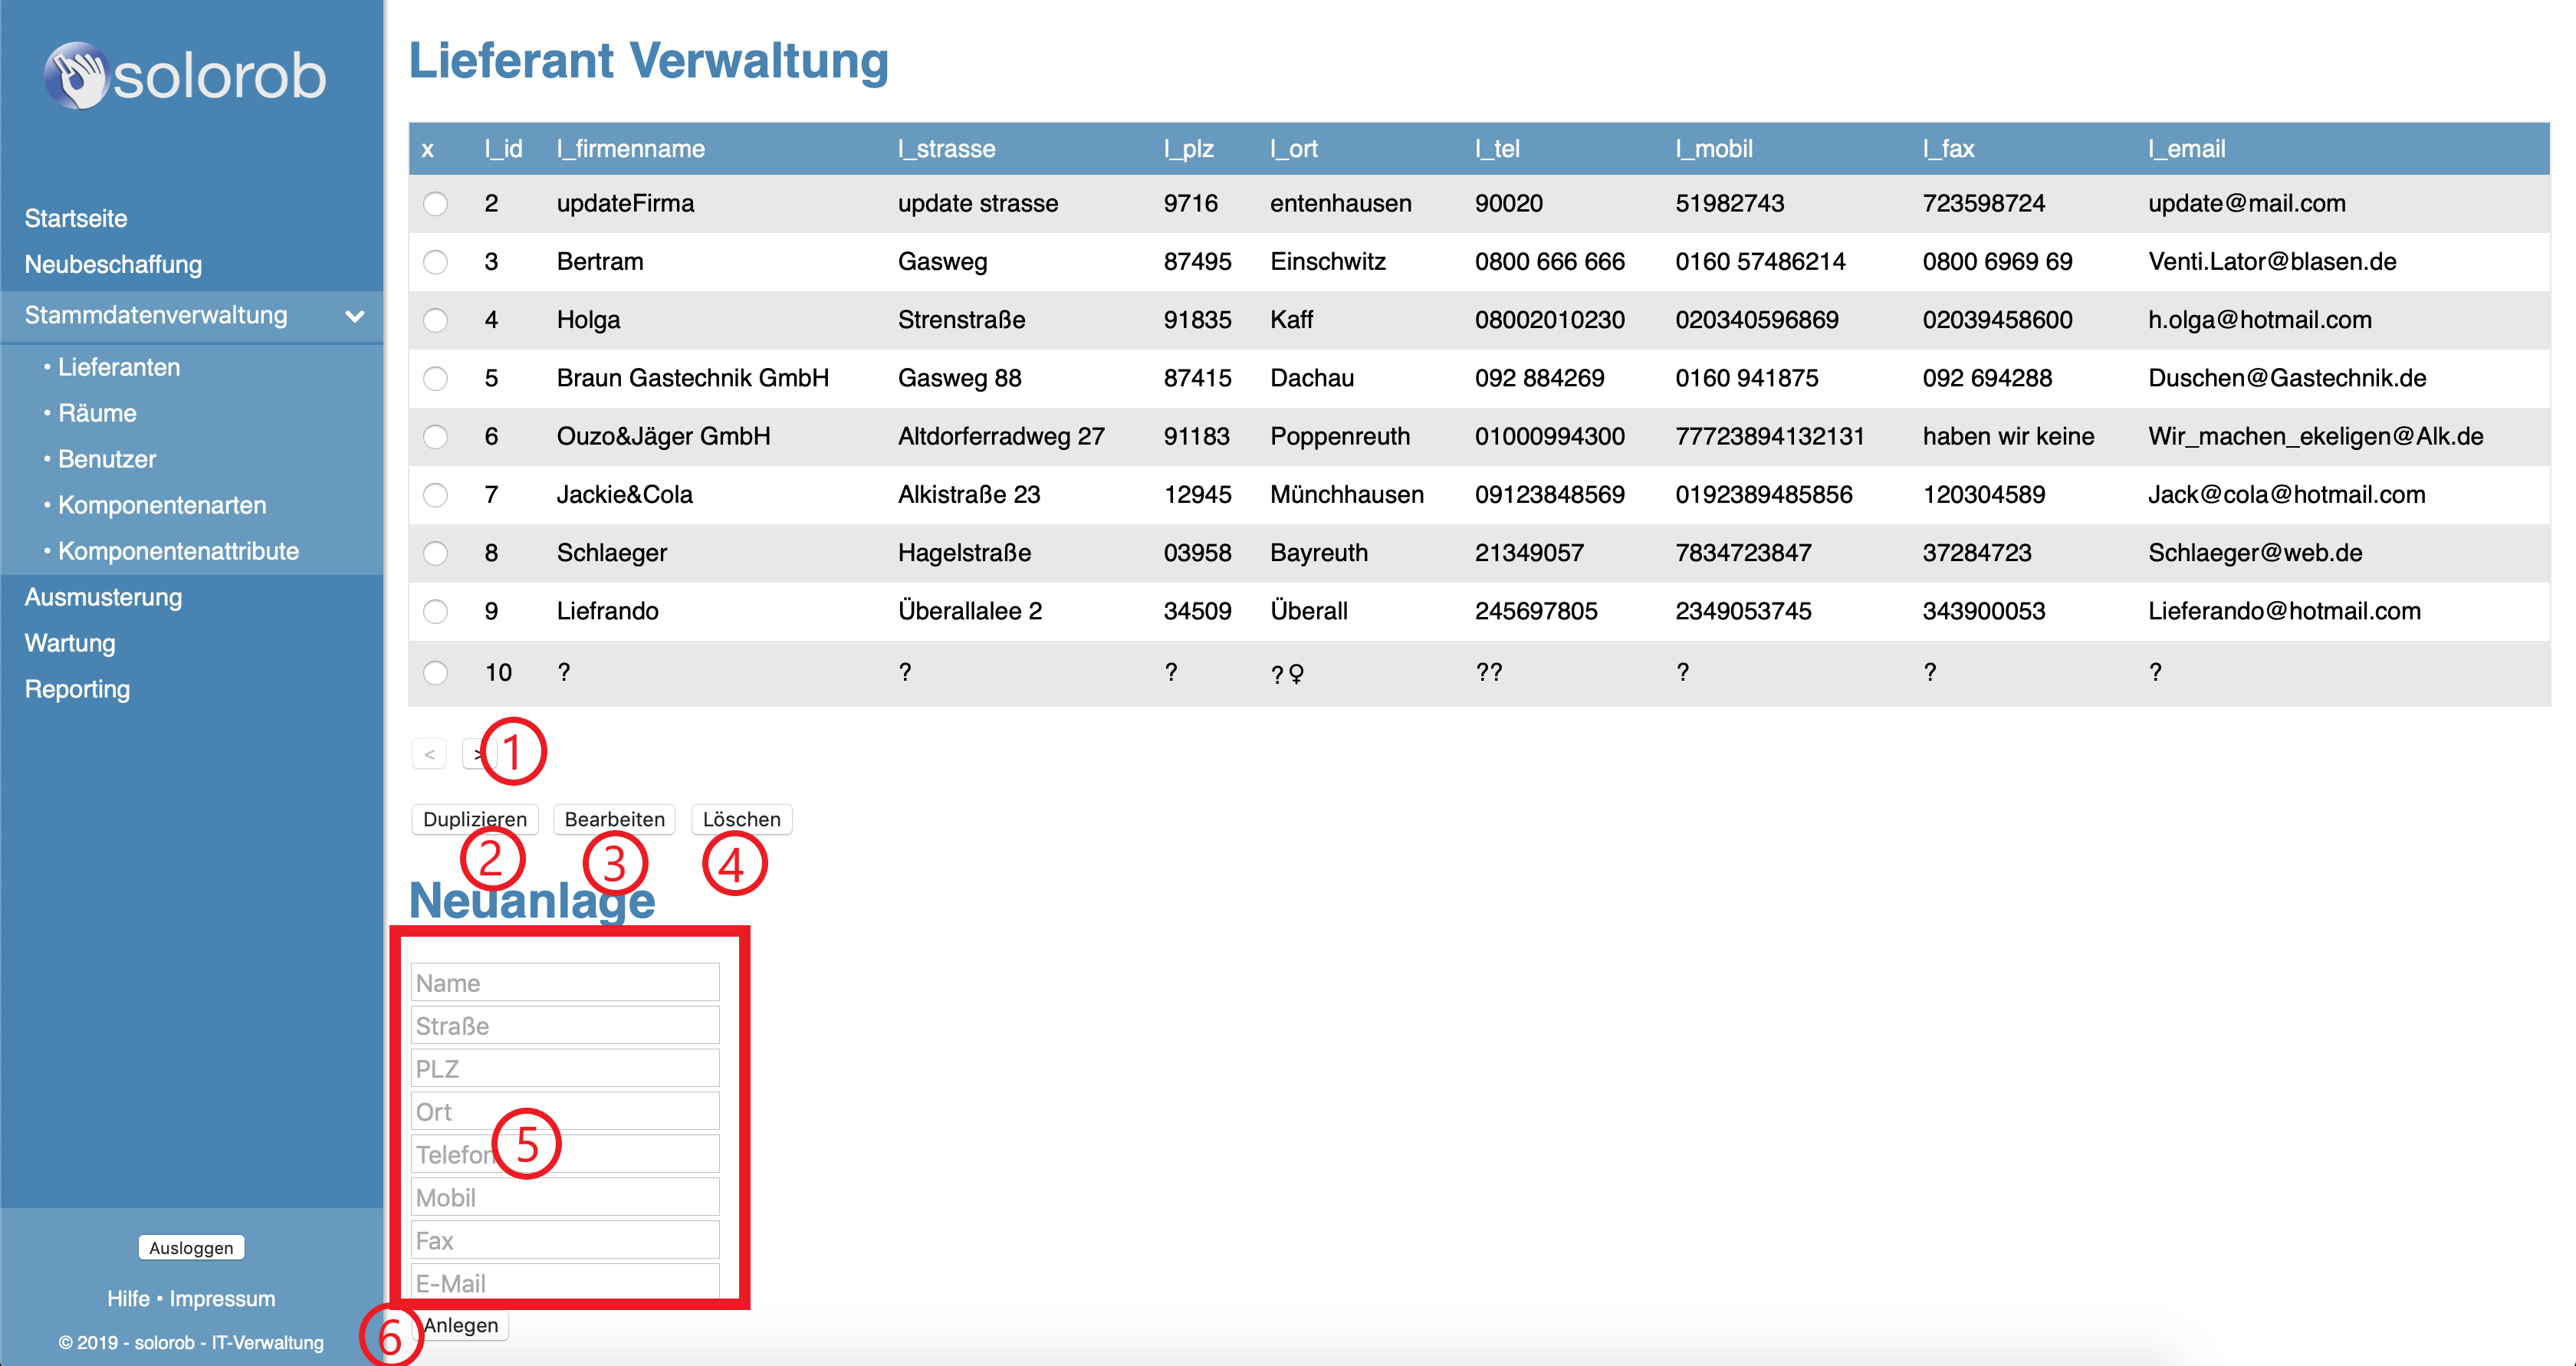 solorob
Startseite
Neubeschaffung
Stammdatenverwaltung
• Lieferanten
• Räume
• Benutzer
• Komponentenarten
• Komponentenattribute
Ausmusterung
Wartung
Reporting
Ausloggen
Hilfe • Impressum
© 2019 - solorob - IT-Verwaltung
Lieferant Verwaltung
x l_id l_firmenname l_strasse l_plz l_ort l_tel l_mobil l_fax l_email
2 updateFirma update strasse 9716 entenhausen 90020 51982743 723598724 update@mail.com
3 Bertram Gasweg 87495 Einschwitz 0800 666 666 0160 57486214 0800 6969 69 Venti.Lator@blasen.de
4 Holga Strenstraße 91835 Kaff 08002010230 020340596869 02039458600 h.olga@hotmail.com
5 Braun Gastechnik GmbH Gasweg 88 87415 Dachau 092 884269 0160 941875 092 694288 Duschen@Gastechnik.de
6 Ouzo&Jäger GmbH Altdorferradweg 27 91183 Poppenreuth 01000994300 77723894132131 haben wir keine Wir_machen_ekeligen@Alk.de
7 Jackie&Cola Alkistraße 23 12945 Münchhausen 09123848569 0192389485856 120304589 Jack@cola@hotmail.com
8 Schlaeger Hagelstraße 03958 Bayreuth 21349057 7834723847 37284723 Schlaeger@web.de
9 Liefrando Überallalee 2 34509 Überall 245697805 2349053745 343900053 Lieferando@hotmail.com
10 ? ? ? ?♀ ?? ? ? ?
< > 1
Duplizieren Bearbeiten Löschen
2 3 4
Neuanlage
Name
Straße
PLZ
Ort
Telefon 5
Mobil
Fax
E-Mail
6 Anlegen